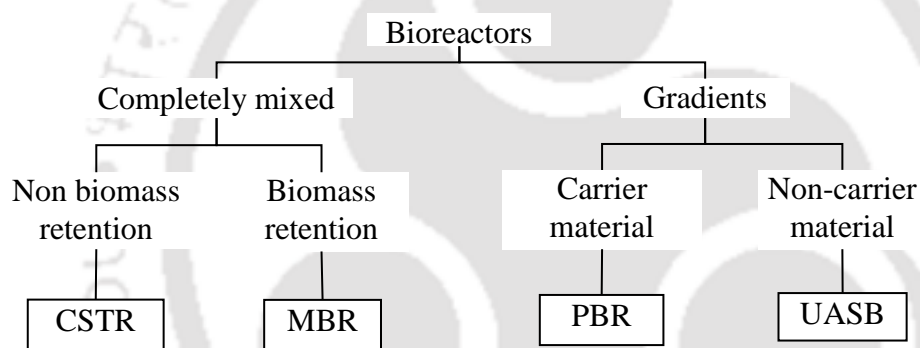 Bioreactors
Completely mixed
Gradients
Non biomass
retention
Biomass
retention
Carrier
material
Non-carrier
material
CSTR
MBR
PBR
UASB